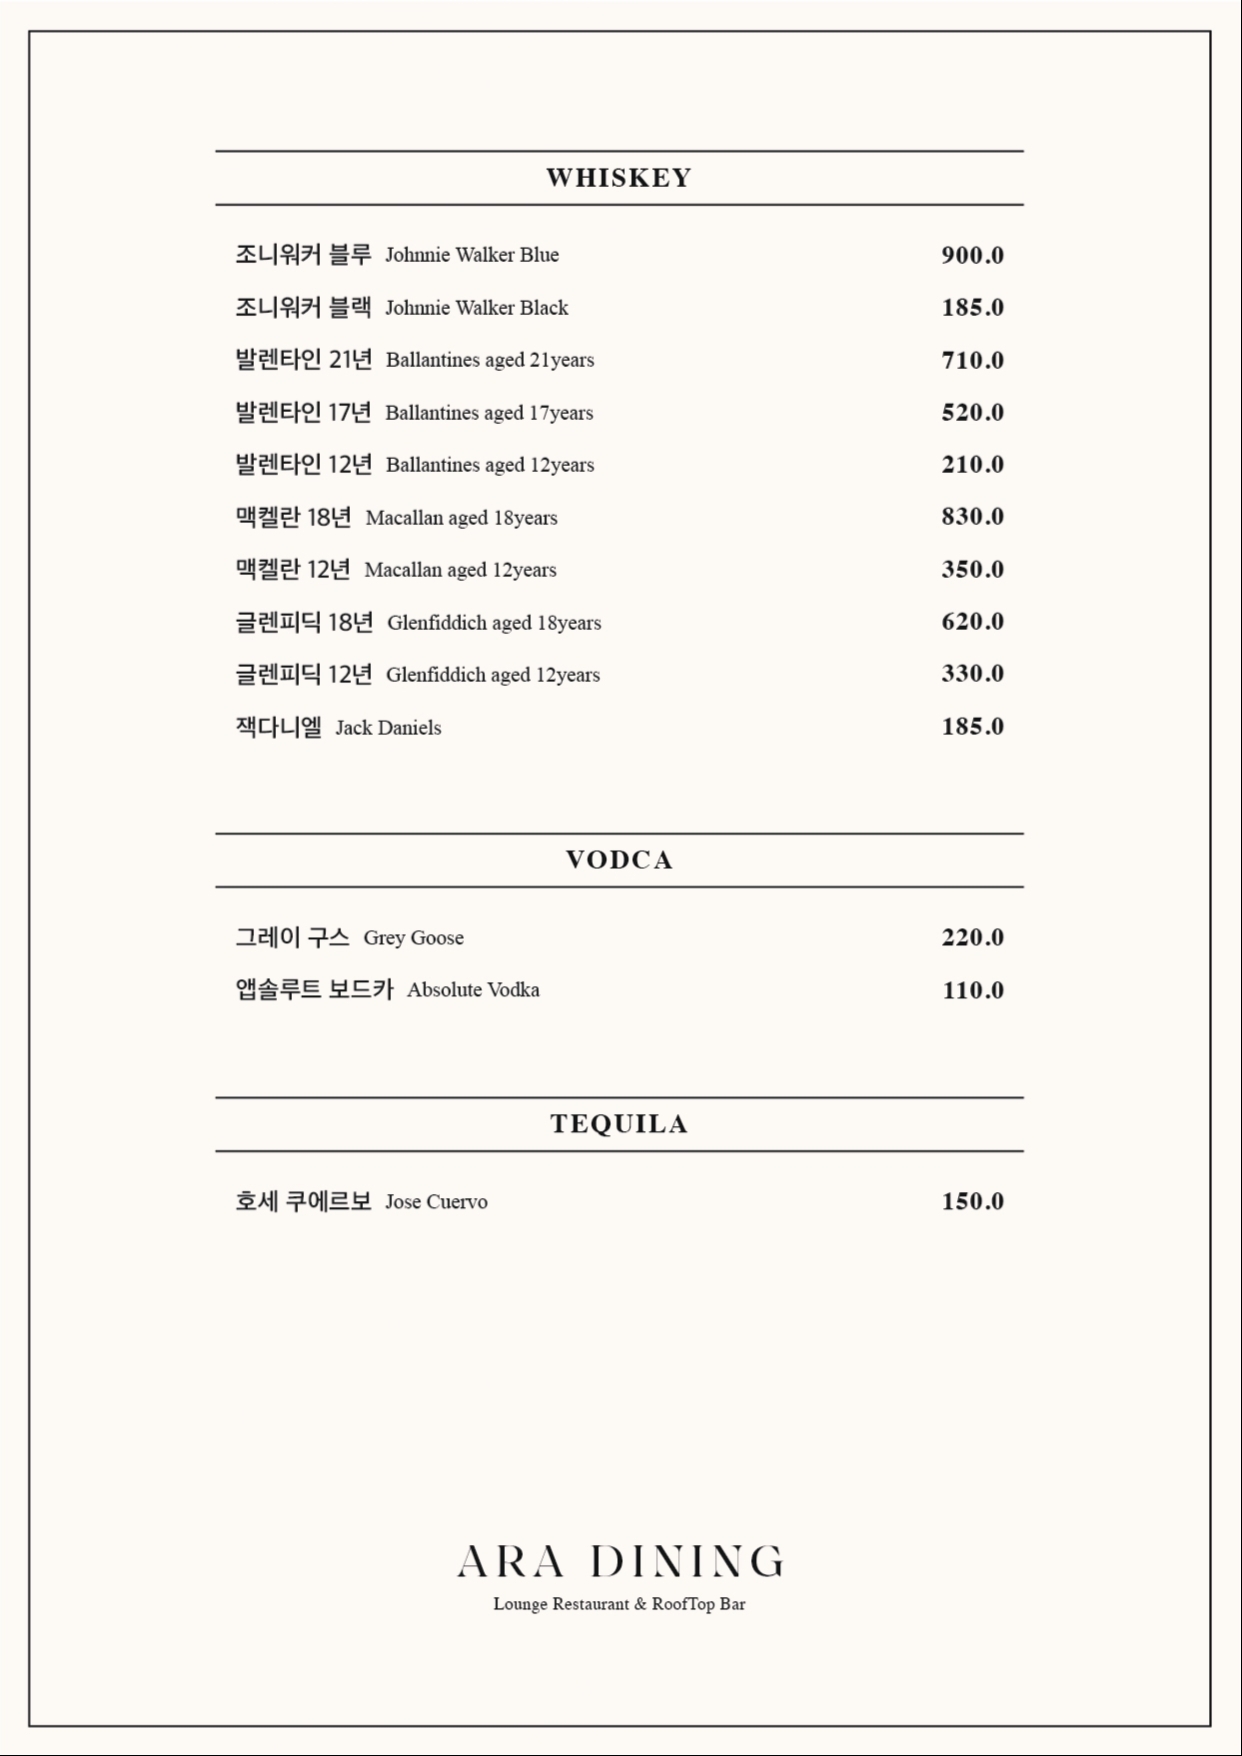 WHISKEY
조니워커 블루 Johnnie Walker Blue 900.0
조니워커 블랙 Johnnie Walker Black 185.0
발렌타인 21년 Ballantines aged 21years 710.0
발렌타인 17년 Ballantines aged 17years 520.0
발렌타인 12년 Ballantines aged 12years 210.0
맥켈란 18년 Macallan aged 18years 830.0
맥켈란 12년 Macallan aged 12years 350.0
글렌피딕 18년 Glenfiddich aged 18years 620.0
글렌피딕 12년 Glenfiddich aged 12years 330.0
잭다니엘 Jack Daniels 185.0
VODCA
그레이 구스 Grey Goose 220.0
앱솔루트 보드카 Absolute Vodka 110.0
TEQUILA
호세 쿠에르보 Jose Cuervo 150.0
ARA DINING
Lounge Restaurant & RoofTop Bar